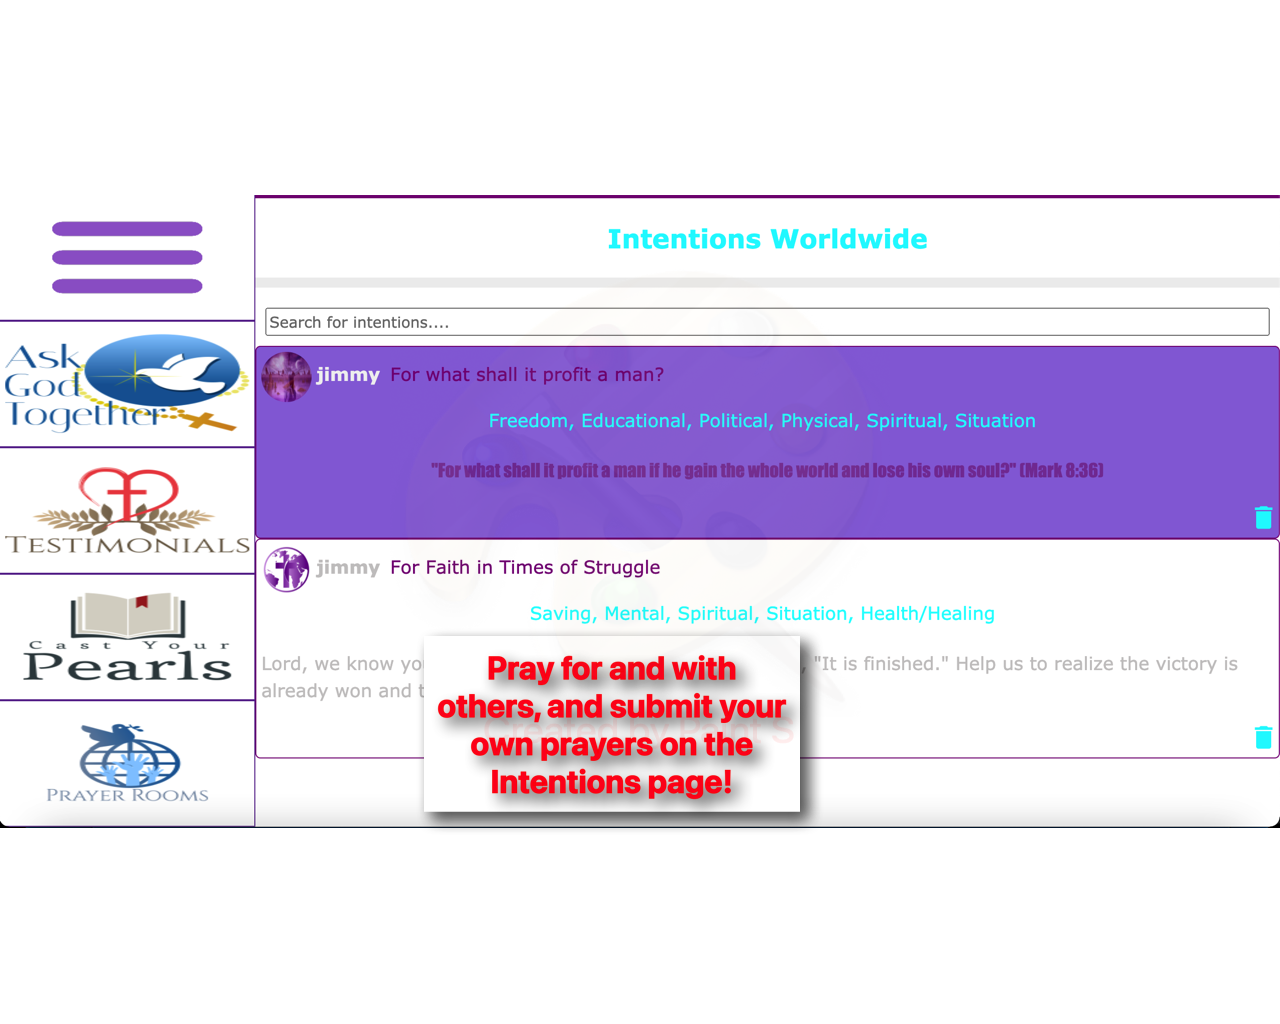 Intentions Worldwide
Search for intentions....
Ask
God
Together
TESTIMONIALS
Cast Your
Pearls
PRAYER ROOMS
jimmy For what shall it profit a man?
Freedom, Educational, Political, Physical, Spiritual, Situation
"For what shall it profit a man if he gain the whole world and lose his own soul?" (Mark 8:36)
jimmy For Faith in Times of Struggle
Saving, Mental, Spiritual, Situation, Health/Healing
Lord, we know "It is finished." Help us to realize the victory is
already won and
Pray for and with
others, and submit your
own prayers on the
Intentions page!
Created by Paint S